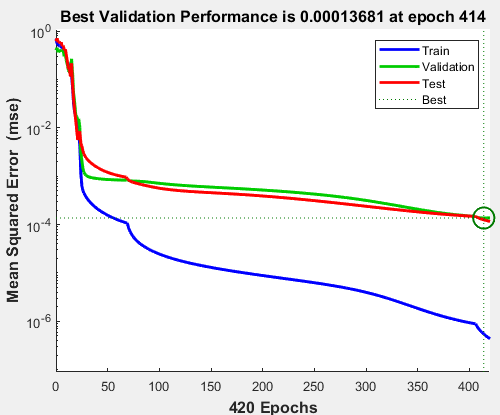 Best Validation Performance is 0.00013681 at epoch 414
Mean Squared Error (mse)
10^0
10^-2
10^-4
10^-6
Train
Validation
Test
Best
0 50 100 150 200 250 300 350 400
420 Epochs